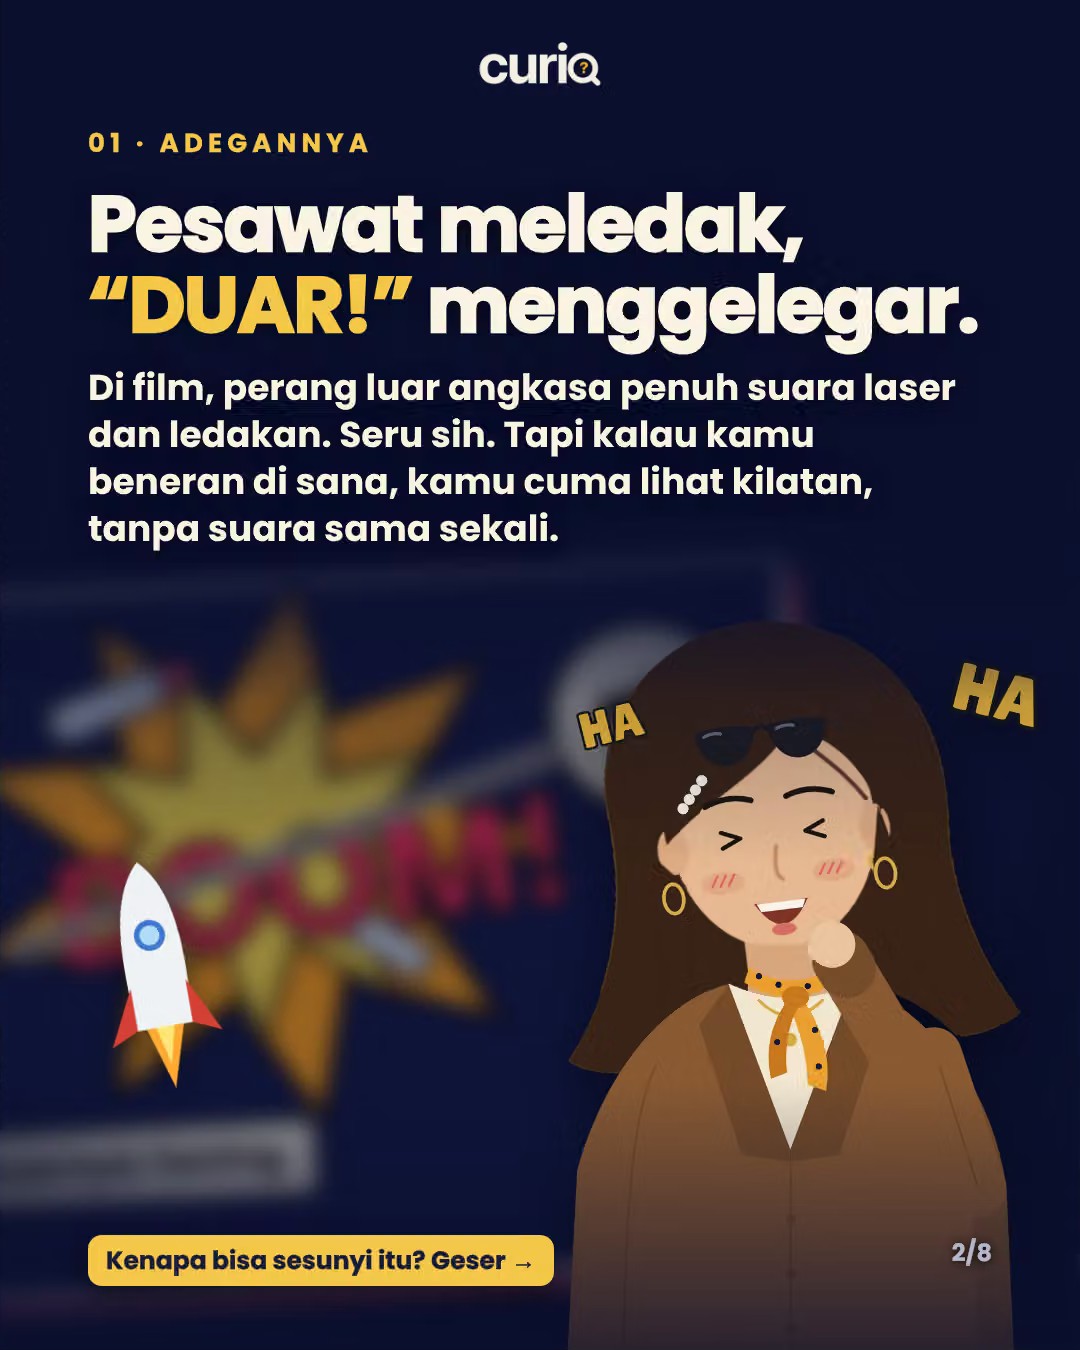 curiq
01 · ADEGANNYA
Pesawat meledak,
“DUAR!” menggelegar.
Di film, perang luar angkasa penuh suara laser
dan ledakan. Seru sih. Tapi kalau kamu
beneran di sana, kamu cuma lihat kilatan,
tanpa suara sama sekali.
HA
HA
BOOM!
Kenapa bisa sesunyi itu? Geser →
2/8